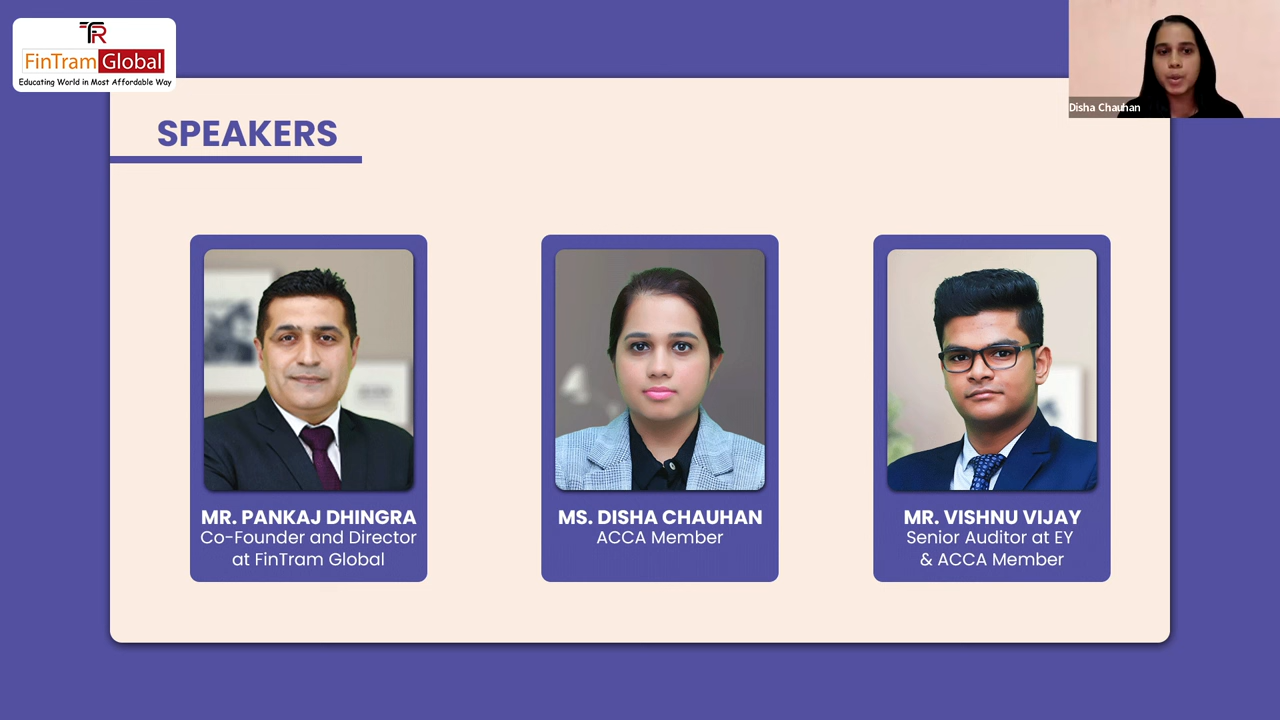 TR
FinTram Global
Educating World in Most Affordable Way
Disha Chauhan
SPEAKERS
MR. PANKAJ DHINGRA
Co-Founder and Director
at FinTram Global
MS. DISHA CHAUHAN
ACCA Member
MR. VISHNU VIJAY
Senior Auditor at EY
& ACCA Member